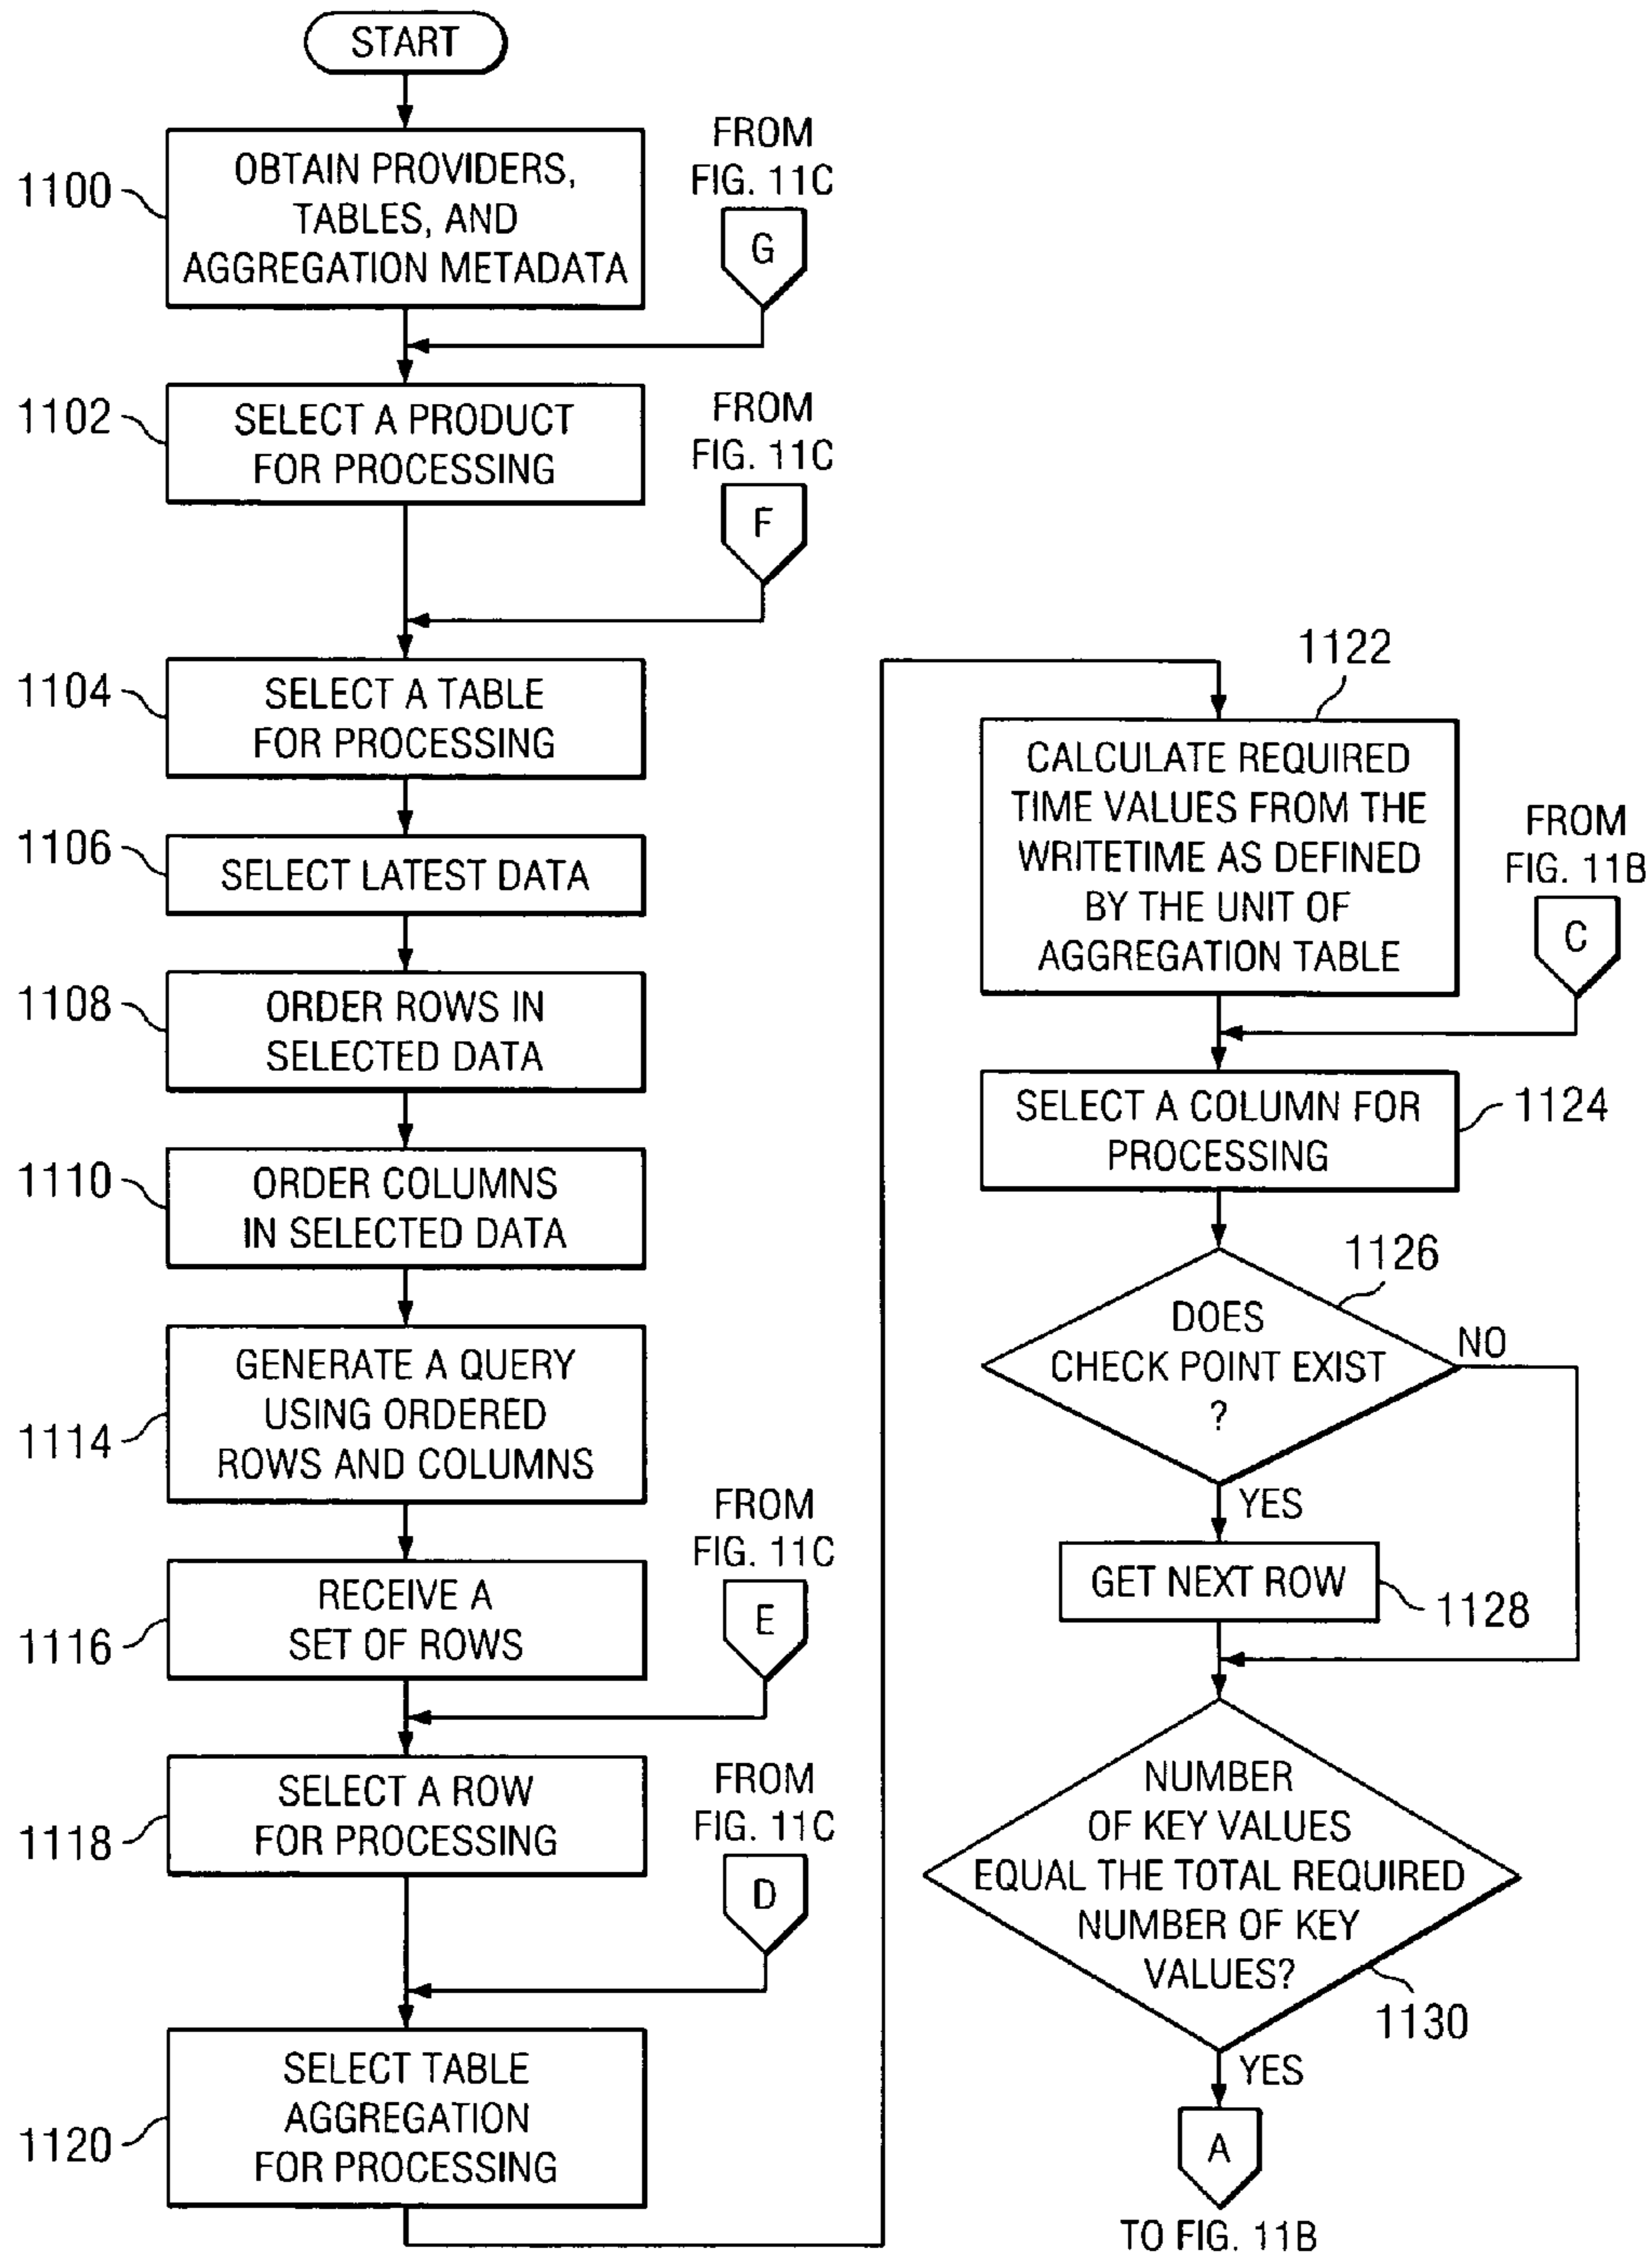 START
1100
OBTAIN PROVIDERS,
TABLES, AND
AGGREGATION METADATA
FROM
FIG. 11C
G
1102
SELECT A PRODUCT
FOR PROCESSING
FROM
FIG. 11C
F
1104
SELECT A TABLE
FOR PROCESSING
1106
SELECT LATEST DATA
1108
ORDER ROWS IN
SELECTED DATA
1110
ORDER COLUMNS
IN SELECTED DATA
1114
GENERATE A QUERY
USING ORDERED
ROWS AND COLUMNS
1116
RECEIVE A
SET OF ROWS
FROM
FIG. 11C
E
1118
SELECT A ROW
FOR PROCESSING
FROM
FIG. 11C
D
1120
SELECT TABLE
AGGREGATION
FOR PROCESSING
1122
CALCULATE REQUIRED
TIME VALUES FROM THE
WRITETIME AS DEFINED
BY THE UNIT OF
AGGREGATION TABLE
FROM
FIG. 11B
C
SELECT A COLUMN FOR
PROCESSING
1124
1126
DOES
CHECK POINT EXIST
?
NO
YES
GET NEXT ROW
1128
NUMBER
OF KEY VALUES
EQUAL THE TOTAL REQUIRED
NUMBER OF KEY
VALUES?
1130
YES
A
TO FIG. 11B